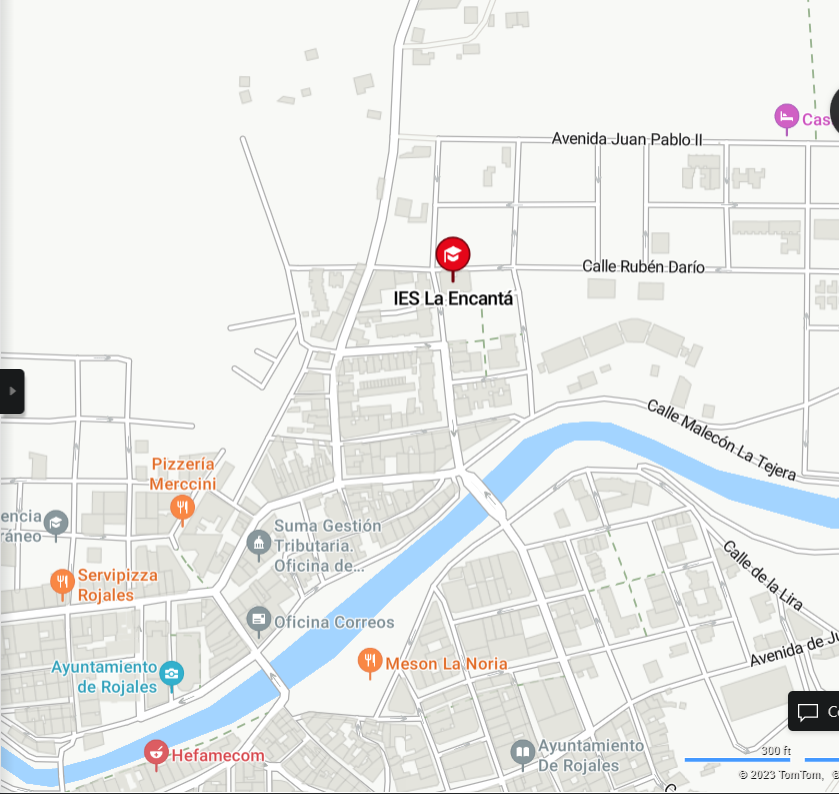 Avenida Juan Pablo II
Cas
IES La Encantá
Calle Rubén Darío
Calle Malecón La Tejera
Pizzería
Merccini
encia
ráneo
Suma Gestión
Tributaria.
Oficina de...
Servipizza
Rojales
Oficina Correos
Calle de la Lira
Avenida de Ju
Ayuntamiento
de Rojales
Meson La Noria
Hefamecom
Ayuntamiento
De Rojales
300 ft
© 2023 TomTom,